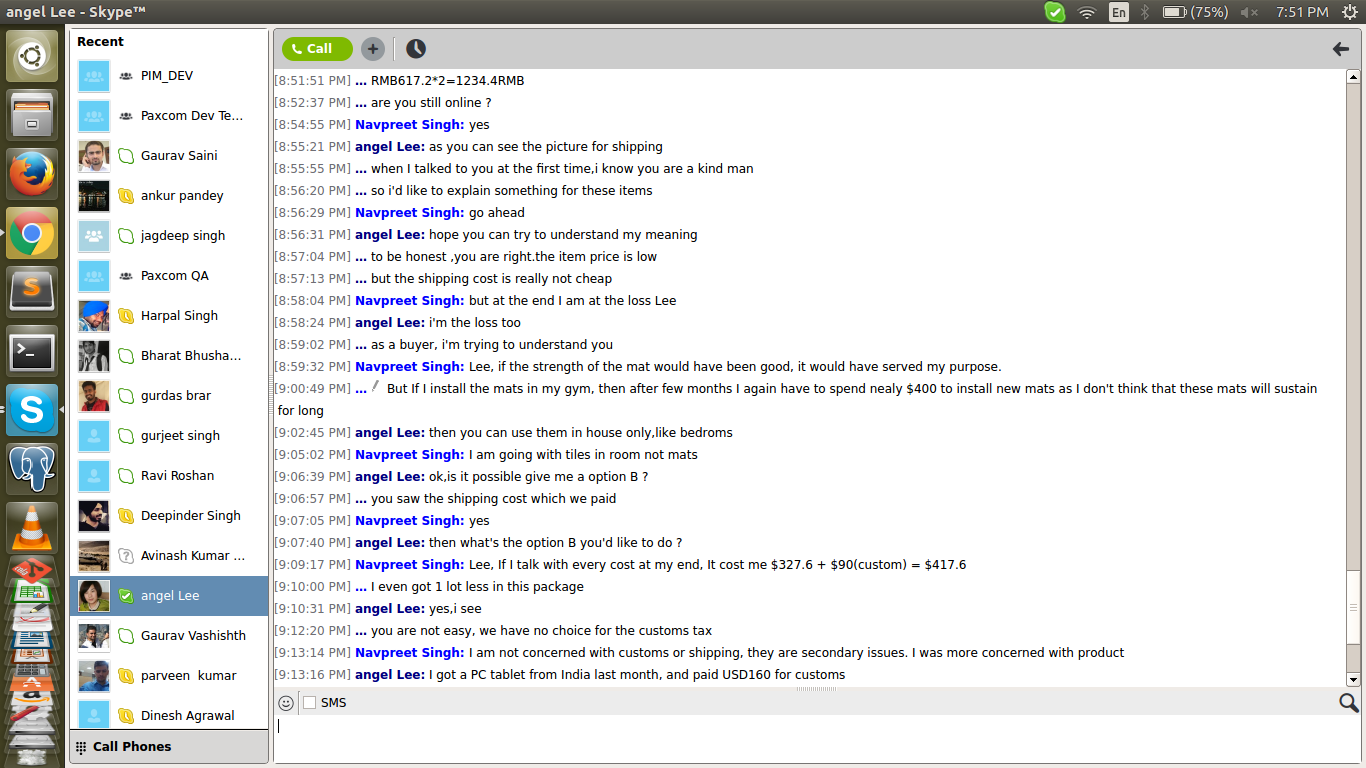 angel Lee - Skype™
En
(75%)
7:51 PM
Recent
PIM_DEV
Paxcom Dev Te...
Gaurav Saini
ankur pandey
jagdeep singh
Paxcom QA
Harpal Singh
Bharat Bhusha...
gurdas brar
gurjeet singh
Ravi Roshan
Deepinder Singh
Avinash Kumar ...
angel Lee
Gaurav Vashishth
parveen kumar
Dinesh Agrawal
Call Phones
Call
[8:51:51 PM] ... RMB617.2*2=1234.4RMB
[8:52:37 PM] ... are you still online ?
[8:54:55 PM] Navpreet Singh: yes
[8:55:21 PM] angel Lee: as you can see the picture for shipping
[8:55:55 PM] ... when I talked to you at the first time,i know you are a kind man
[8:56:20 PM] ... so i'd like to explain something for these items
[8:56:29 PM] Navpreet Singh: go ahead
[8:56:31 PM] angel Lee: hope you can try to understand my meaning
[8:57:04 PM] ... to be honest ,you are right.the item price is low
[8:57:13 PM] ... but the shipping cost is really not cheap
[8:58:04 PM] Navpreet Singh: but at the end I am at the loss Lee
[8:58:24 PM] angel Lee: i'm the loss too
[8:59:02 PM] ... as a buyer, i'm trying to understand you
[8:59:32 PM] Navpreet Singh: Lee, if the strength of the mat would have been good, it would have served my purpose.
[9:00:49 PM] ... But If I install the mats in my gym, then after few months I again have to spend nealy $400 to install new mats as I don't think that these mats will sustain
for long
[9:02:45 PM] angel Lee: then you can use them in house only,like bedroms
[9:05:02 PM] Navpreet Singh: I am going with tiles in room not mats
[9:06:39 PM] angel Lee: ok,is it possible give me a option B ?
[9:06:57 PM] ... you saw the shipping cost which we paid
[9:07:05 PM] Navpreet Singh: yes
[9:07:40 PM] angel Lee: then what's the option B you'd like to do ?
[9:09:17 PM] Navpreet Singh: Lee, If I talk with every cost at my end, It cost me $327.6 + $90(custom) = $417.6
[9:10:00 PM] ... I even got 1 lot less in this package
[9:10:31 PM] angel Lee: yes,i see
[9:12:20 PM] ... you are not easy, we have no choice for the customs tax
[9:13:14 PM] Navpreet Singh: I am not concerned with customs or shipping, they are secondary issues. I was more concerned with product
[9:13:16 PM] angel Lee: I got a PC tablet from India last month, and paid USD160 for customs
SMS